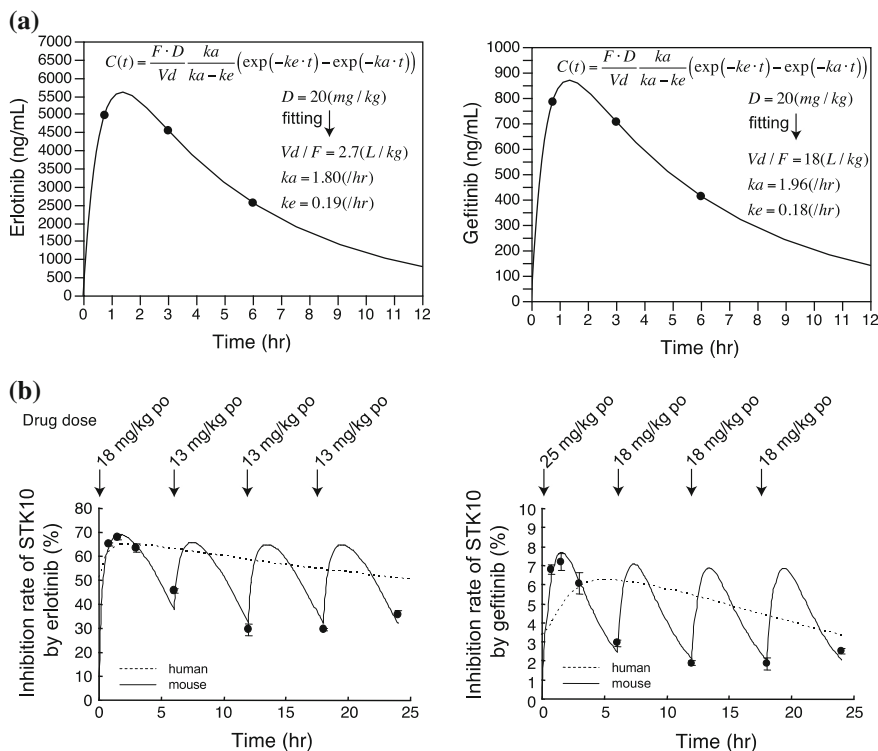 (a)
C(t)=F·D/Vd ka/ka-ke(exp(-ke·t)-exp(-ka·t))
D=20(mg/kg)
fitting
Vd/F=2.7(L/kg)
ka=1.80(/hr)
ke=0.19(/hr)
Erlotinib (ng/mL)
7000
6500
6000
5500
5000
4500
4000
3500
3000
2500
2000
1500
1000
500
0
0 1 2 3 4 5 6 7 8 9 10 11 12
Time (hr)
C(t)=F·D/Vd ka/ka-ke(exp(-ke·t)-exp(-ka·t))
D=20(mg/kg)
fitting
Vd/F=18(L/kg)
ka=1.96(/hr)
ke=0.18(/hr)
Gefitinib (ng/mL)
1000
900
800
700
600
500
400
300
200
100
0
0 1 2 3 4 5 6 7 8 9 10 11 12
Time (hr)
(b)
Drug dose
18 mg/kg po
13 mg/kg po
13 mg/kg po
13 mg/kg po
Inhibition rate of STK10
by erlotinib (%)
80
70
60
50
40
30
20
10
0
human
mouse
0 5 10 15 20 25
Time (hr)
25 mg/kg po
18 mg/kg po
18 mg/kg po
18 mg/kg po
Inhibition rate of STK10
by gefitinib (%)
10
9
8
7
6
5
4
3
2
1
0
human
mouse
0 5 10 15 20 25
Time (hr)